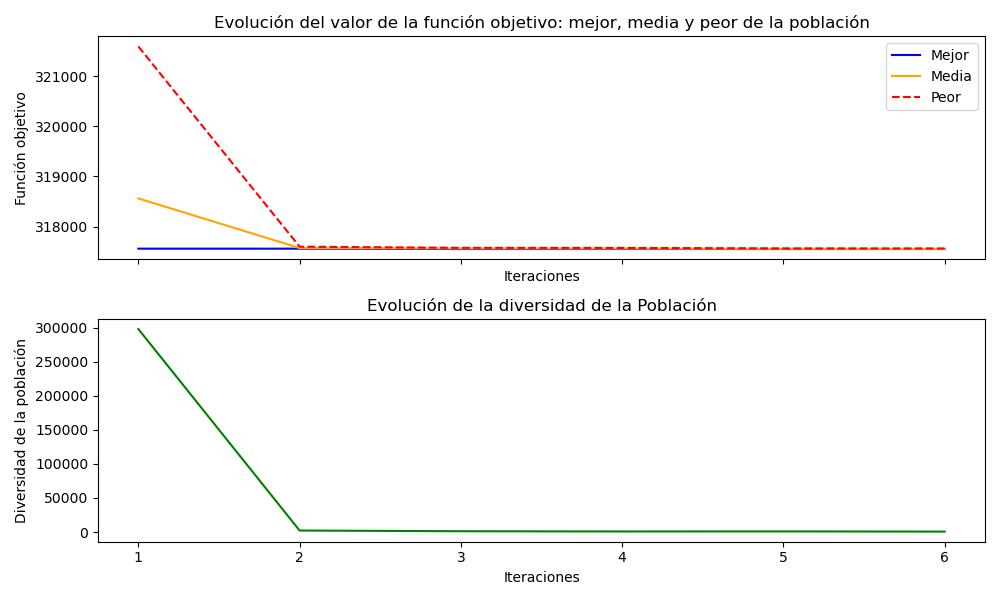 Evolución del valor de la función objetivo: mejor, media y peor de la población
Función objetivo
321000
320000
319000
318000
Mejor
Media
Peor
Iteraciones
Evolución de la diversidad de la Población
Diversidad de la población
300000
250000
200000
150000
100000
50000
0
1 2 3 4 5 6
Iteraciones